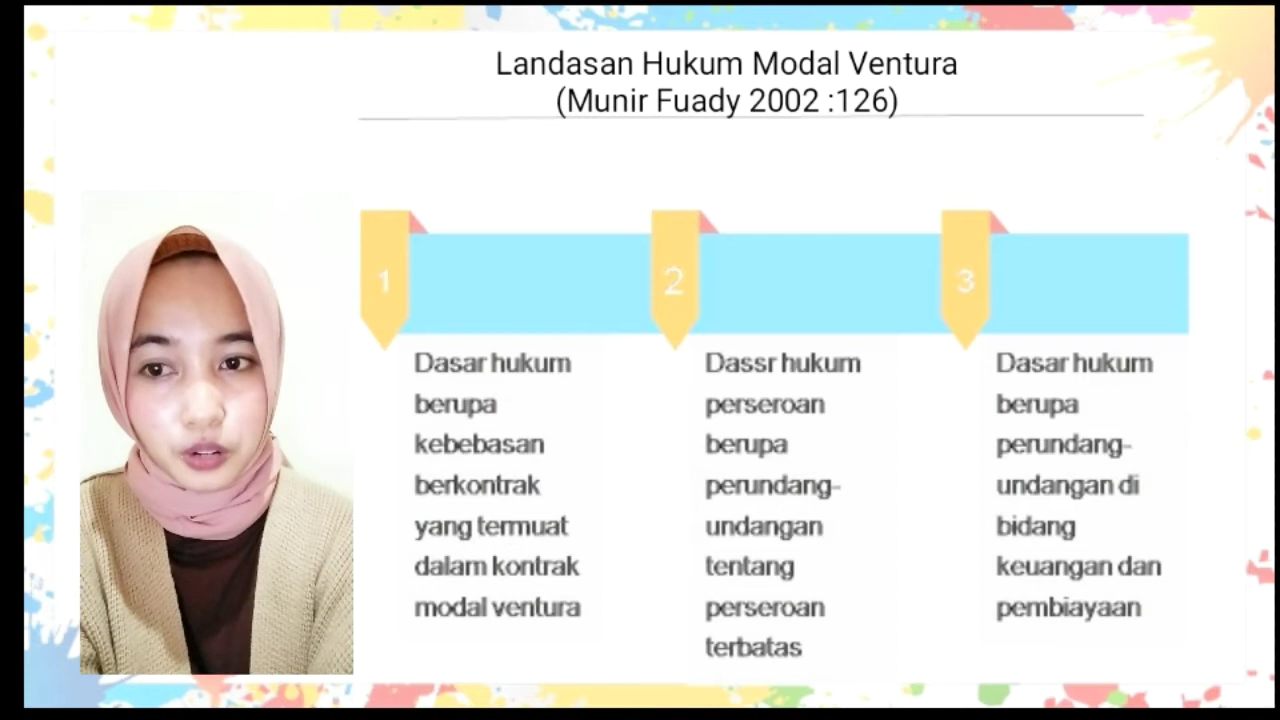 Landasan Hukum Modal Ventura
(Munir Fuady 2002 :126)
1
Dasar hukum
berupa
kebebasan
berkontrak
yang termuat
dalam kontrak
modal ventura
2
Dassr hukum
perseroan
berupa
perundang-
undangan
tentang
perseroan
terbatas
3
Dasar hukum
berupa
perundang-
undangan di
bidang
keuangan dan
pembiayaan